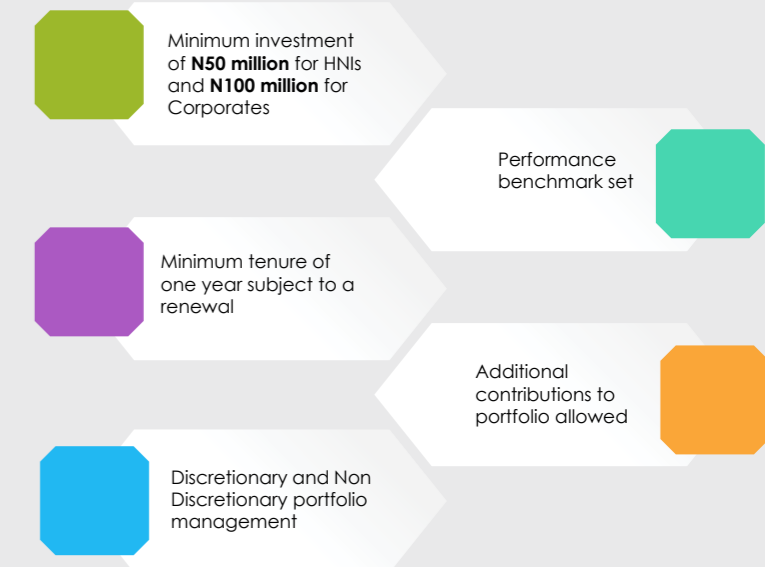 Minimum investment
of N50 million for HNIs
and N100 million for
Corporates
Performance
benchmark set
Minimum tenure of
one year subject to a
renewal
Additional
contributions to
portfolio allowed
Discretionary and Non
Discretionary portfolio
management